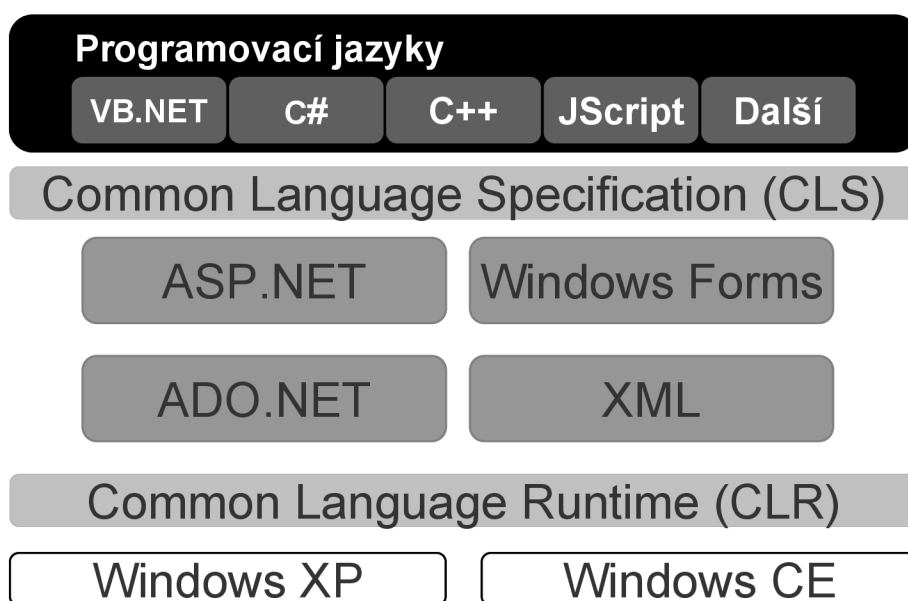 Programovací jazyky
VB.NET C# C++ JScript Další
Common Language Specification (CLS)
ASP.NET Windows Forms
ADO.NET XML
Common Language Runtime (CLR)
Windows XP Windows CE